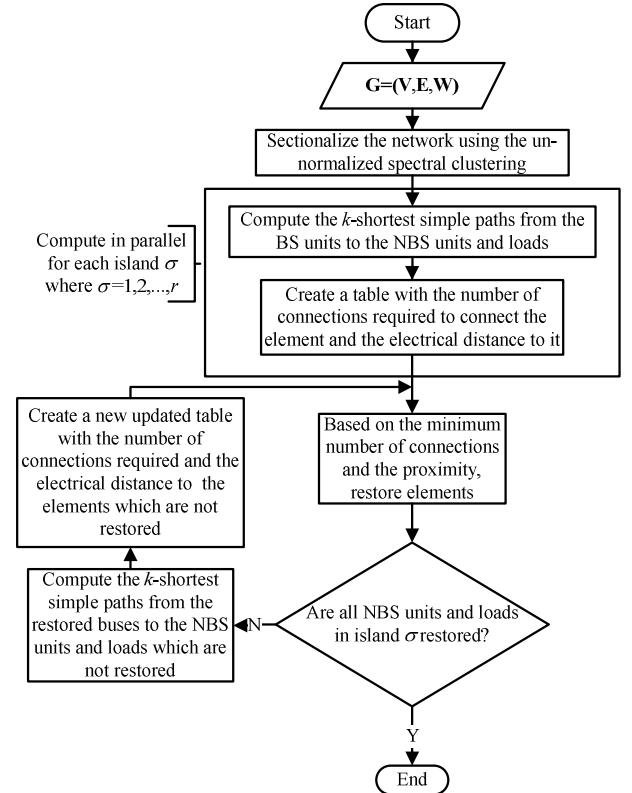 Start
G=(V,E,W)
Sectionalize the network using the un-
normalized spectral clustering
Compute in parallel
for each island σ
where σ=1,2,...,r
Compute the k-shortest simple paths from the
BS units to the NBS units and loads
Create a table with the number of
connections required to connect the
element and the electrical distance to it
Based on the minimum
number of connections
and the proximity,
restore elements
Are all NBS units and loads
in island σ restored?
N
Compute the k-shortest
simple paths from the
restored buses to the NBS
units and loads which are
not restored
Create a new updated table
with the number of
connections required and the
electrical distance to the
elements which are not
restored
Y
End